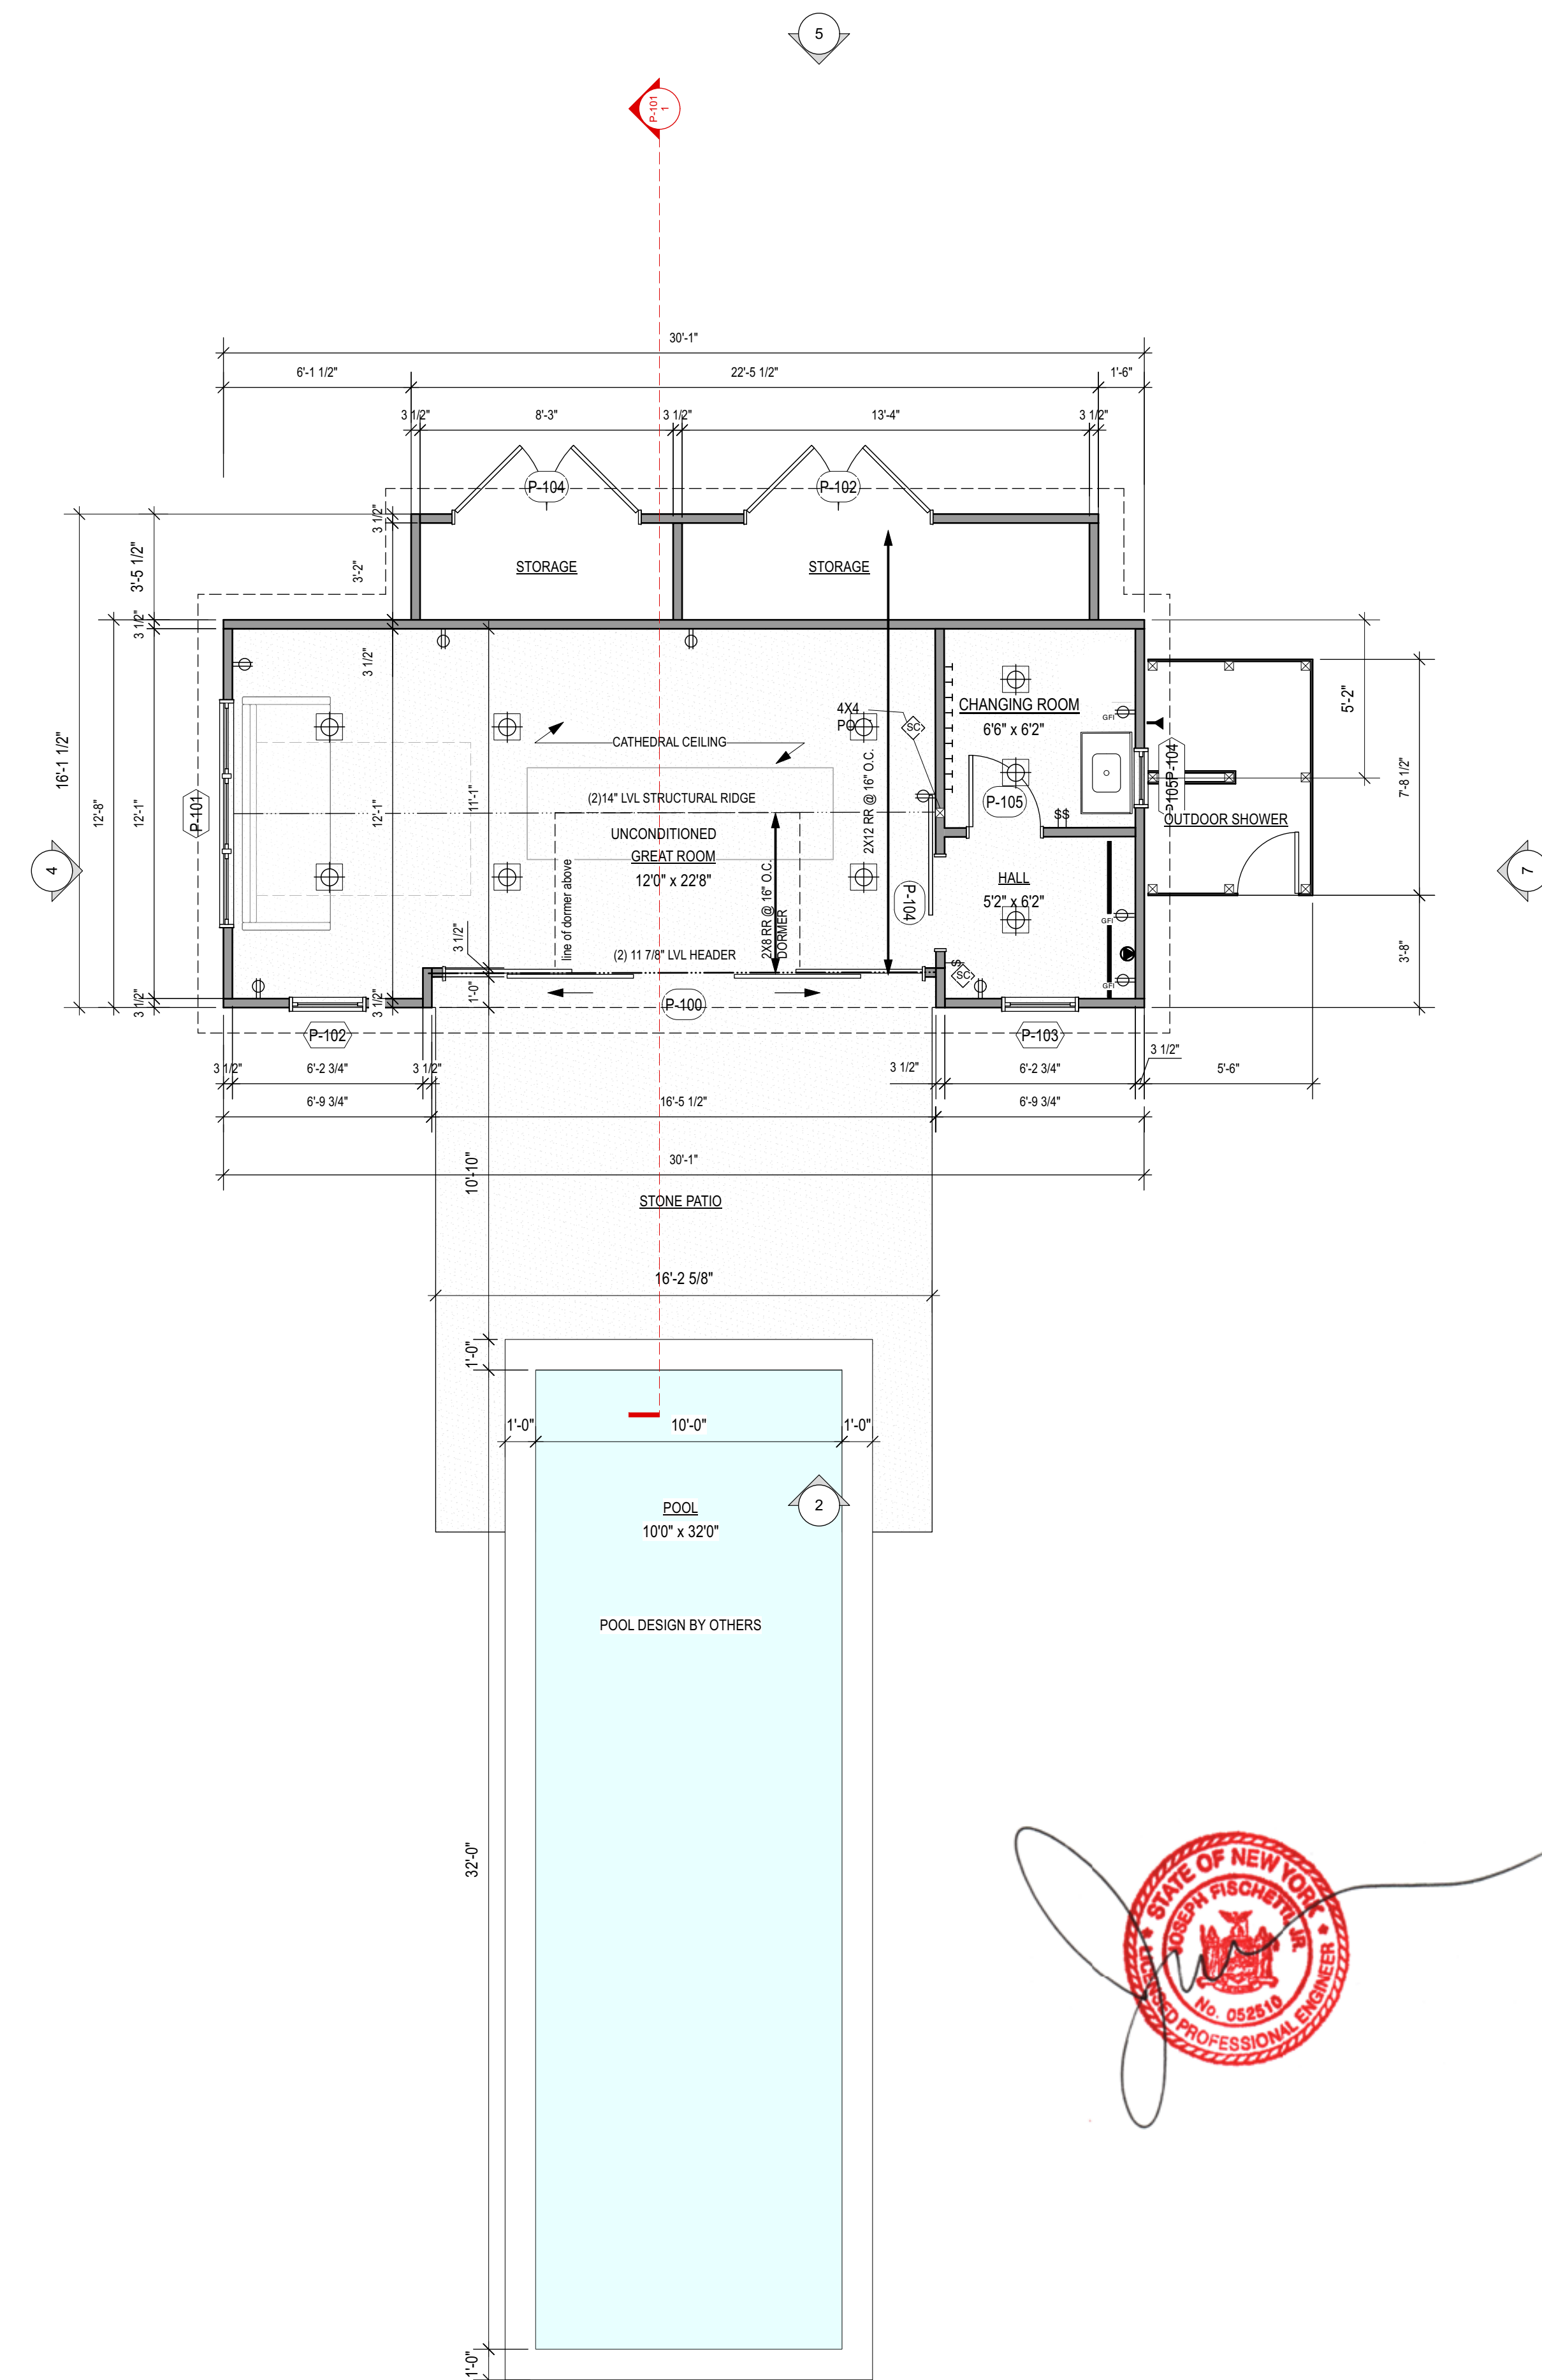 5
P-101
1
30'-1"
6'-1 1/2"
22'-5 1/2"
1'-6"
3 1/2"
8'-3"
3 1/2"
13'-4"
3 1/2"
P-104
P-102
3 1/2"
3'-5 1/2"
3'-2"
STORAGE
STORAGE
3 1/2"
3 1/2"
16'-1 1/2"
12'-8"
12'-1"
12'-1"
11'-1"
P-101
4
CATHEDRAL CEILING
(2)14" LVL STRUCTURAL RIDGE
UNCONDITIONED
GREAT ROOM
12'0" x 22'8"
line of dormer above
2X8 RR @ 16" O.C.
DORMER
(2) 11 7/8" LVL HEADER
4X4
SC
2X12 RR @ 16" O.C.
P-104
CHANGING ROOM
6'6" x 6'2"
GFI
P-105
$$
HALL
5'2" x 6'2"
GFI
GFI
S
SC
P-105
P-104
OUTDOOR SHOWER
5'-2"
7'-8 1/2"
3'-8"
7
3 1/2"
1'-0"
3 1/2"
3 1/2"
P-102
P-100
P-103
3 1/2"
6'-2 3/4"
3 1/2"
3 1/2"
6'-2 3/4"
3 1/2"
5'-6"
6'-9 3/4"
16'-5 1/2"
6'-9 3/4"
30'-1"
10'-10"
STONE PATIO
16'-2 5/8"
1'-0"
1'-0"
10'-0"
1'-0"
POOL
10'0" x 32'0"
2
POOL DESIGN BY OTHERS
32'-0"
1'-0"
STATE OF NEW YORK
JOSEPH FISCHETTI, JR.
No. 052510
LICENSED PROFESSIONAL ENGINEER